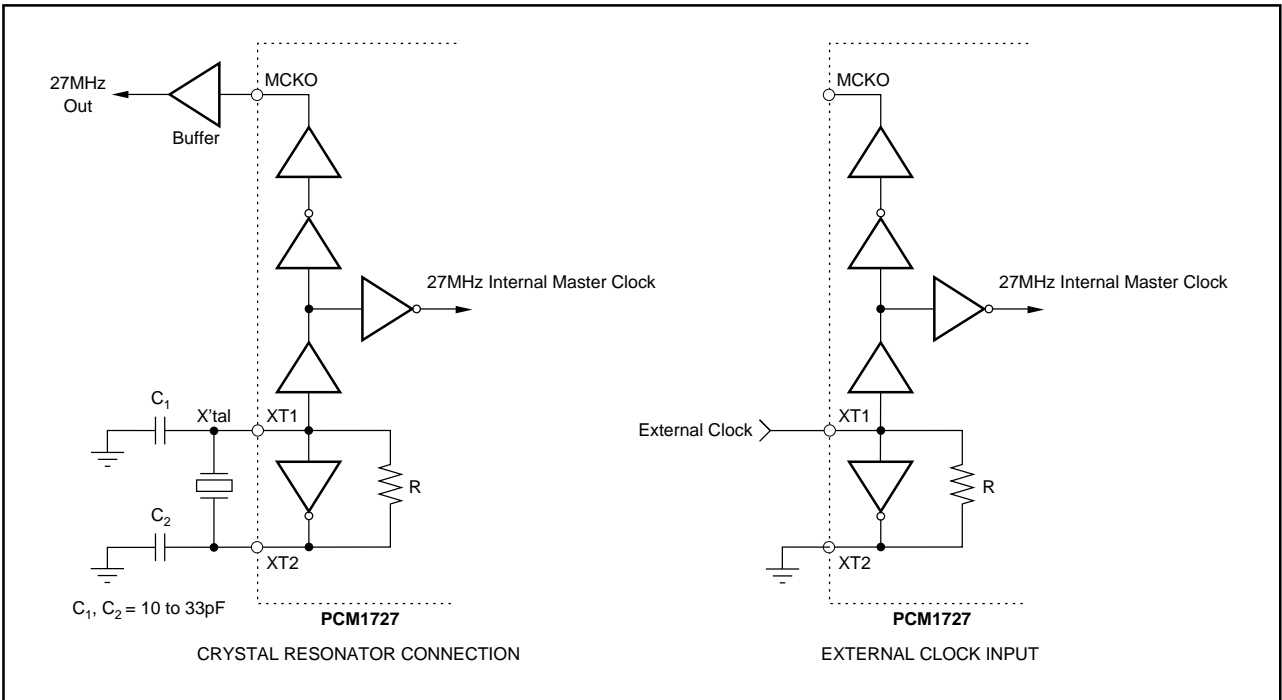 27MHz
Out
Buffer
MCKO
27MHz Internal Master Clock
C₁
X'tal
XT1
R
C₂
XT2
C₁, C₂ = 10 to 33pF
PCM1727
CRYSTAL RESONATOR CONNECTION
MCKO
27MHz Internal Master Clock
External Clock
XT1
R
XT2
PCM1727
EXTERNAL CLOCK INPUT